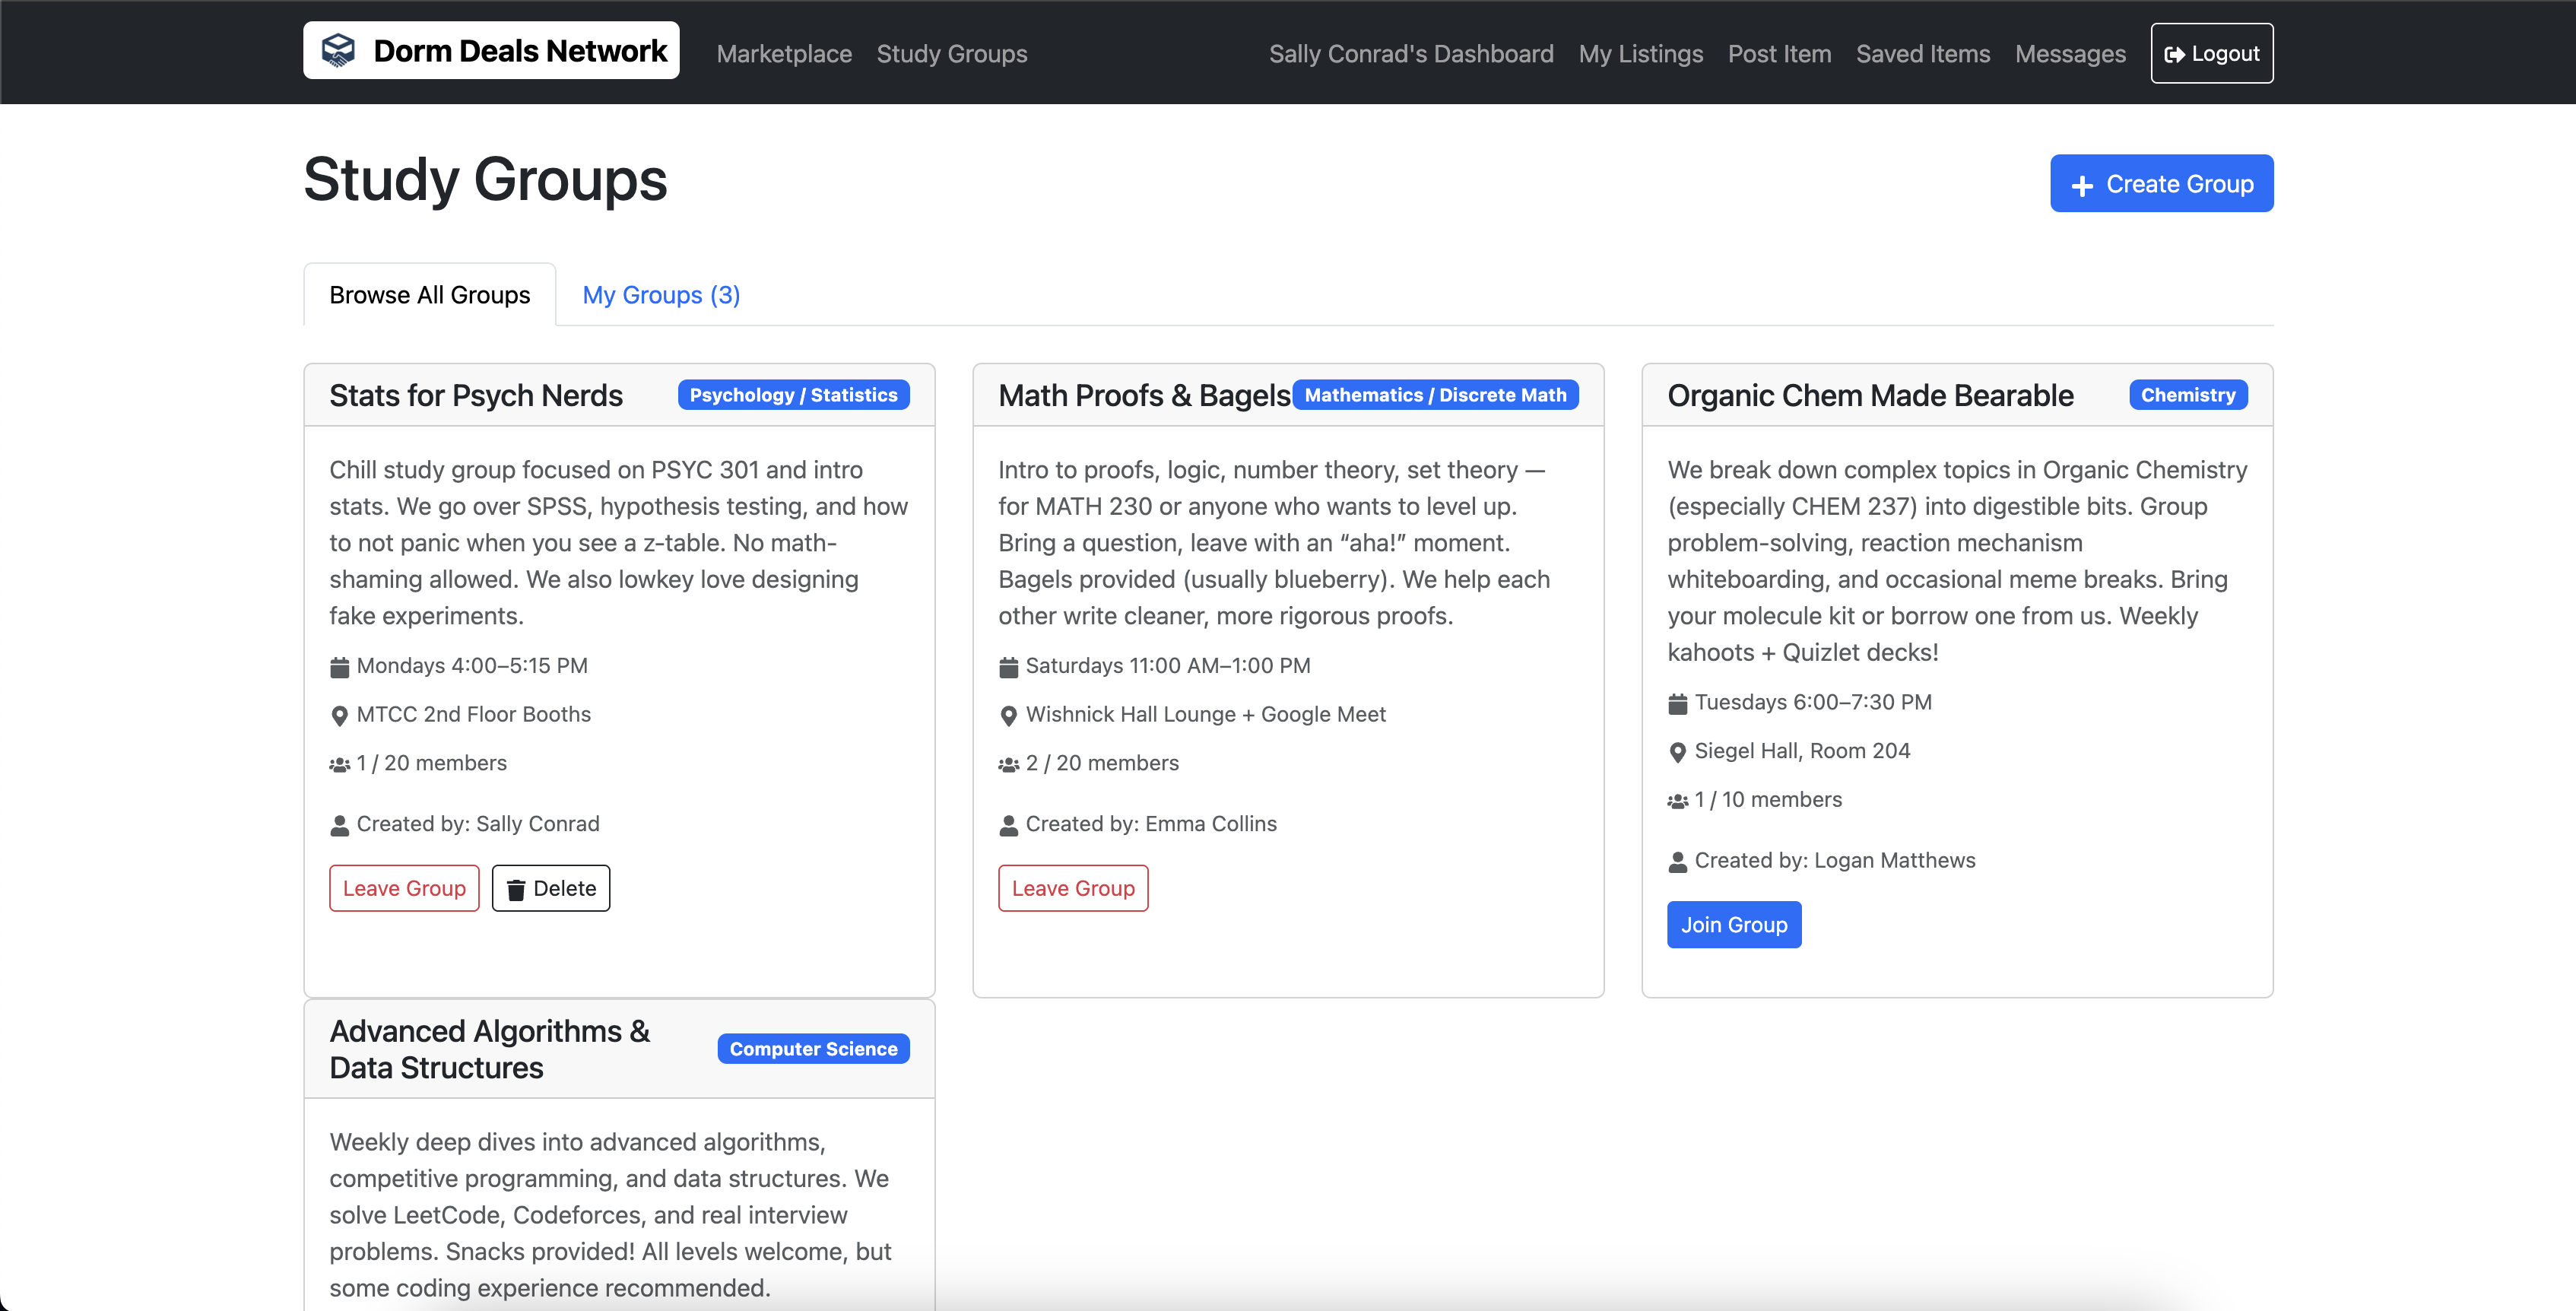 Dorm Deals Network
Marketplace
Study Groups
Sally Conrad's Dashboard
My Listings
Post Item
Saved Items
Messages
Logout
Study Groups
Create Group
Browse All Groups
My Groups (3)
Stats for Psych Nerds
Psychology / Statistics
Chill study group focused on PSYC 301 and intro
stats. We go over SPSS, hypothesis testing, and how
to not panic when you see a z-table. No math-
shaming allowed. We also lowkey love designing
fake experiments.
Mondays 4:00–5:15 PM
MTCC 2nd Floor Booths
1 / 20 members
Created by: Sally Conrad
Leave Group
Delete
Math Proofs & Bagels
Mathematics / Discrete Math
Intro to proofs, logic, number theory, set theory —
for MATH 230 or anyone who wants to level up.
Bring a question, leave with an “aha!” moment.
Bagels provided (usually blueberry). We help each
other write cleaner, more rigorous proofs.
Saturdays 11:00 AM–1:00 PM
Wishnick Hall Lounge + Google Meet
2 / 20 members
Created by: Emma Collins
Leave Group
Organic Chem Made Bearable
Chemistry
We break down complex topics in Organic Chemistry
(especially CHEM 237) into digestible bits. Group
problem-solving, reaction mechanism
whiteboarding, and occasional meme breaks. Bring
your molecule kit or borrow one from us. Weekly
kahoots + Quizlet decks!
Tuesdays 6:00–7:30 PM
Siegel Hall, Room 204
1 / 10 members
Created by: Logan Matthews
Join Group
Advanced Algorithms &
Data Structures
Computer Science
Weekly deep dives into advanced algorithms,
competitive programming, and data structures. We
solve LeetCode, Codeforces, and real interview
problems. Snacks provided! All levels welcome, but
some coding experience recommended.